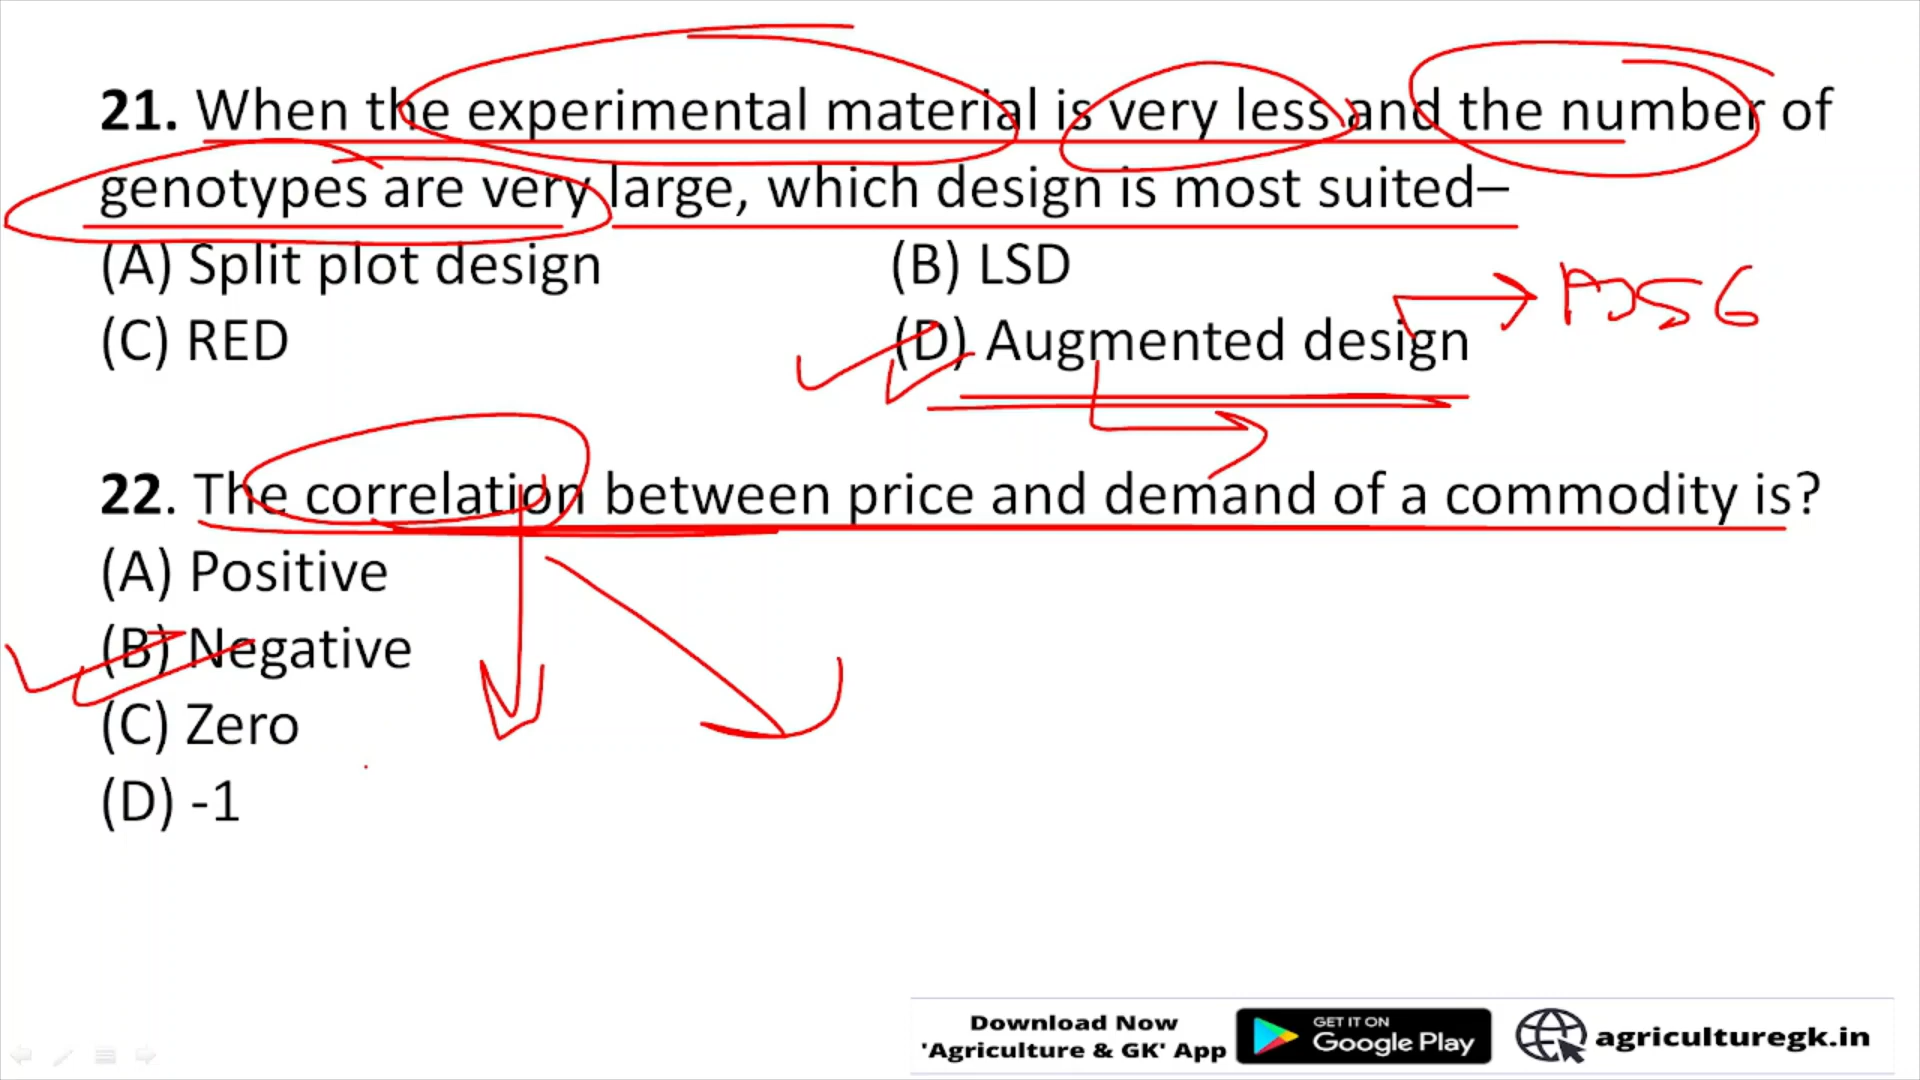 21. When the experimental material is very less and the number of
genotypes are very large, which design is most suited–
(A) Split plot design (B) LSD
(C) RED (D) Augmented design
22. The correlation between price and demand of a commodity is?
(A) Positive
(B) Negative
(C) Zero
(D) -1
Download Now
'Agriculture & GK' App
GET IT ON
Google Play
agriculturegk.in